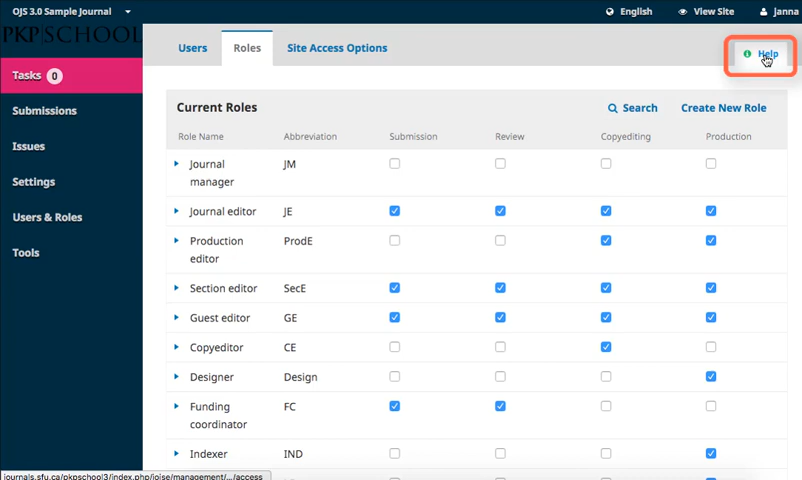 OJS 3.0 Sample Journal English View Site Janna
PKP|SCHOOL
Users Roles Site Access Options Help
Tasks 0
Submissions
Issues
Settings
Users & Roles
Tools
Current Roles Search Create New Role
Role Name Abbreviation Submission Review Copyediting Production
Journal JM
manager
Journal editor JE
Production ProdE
editor
Section editor SecE
Guest editor GE
Copyeditor CE
Designer Design
Funding FC
coordinator
Indexer IND
journals.sfu.ca/pkpschool3/index.php/ojsje/management/.../access